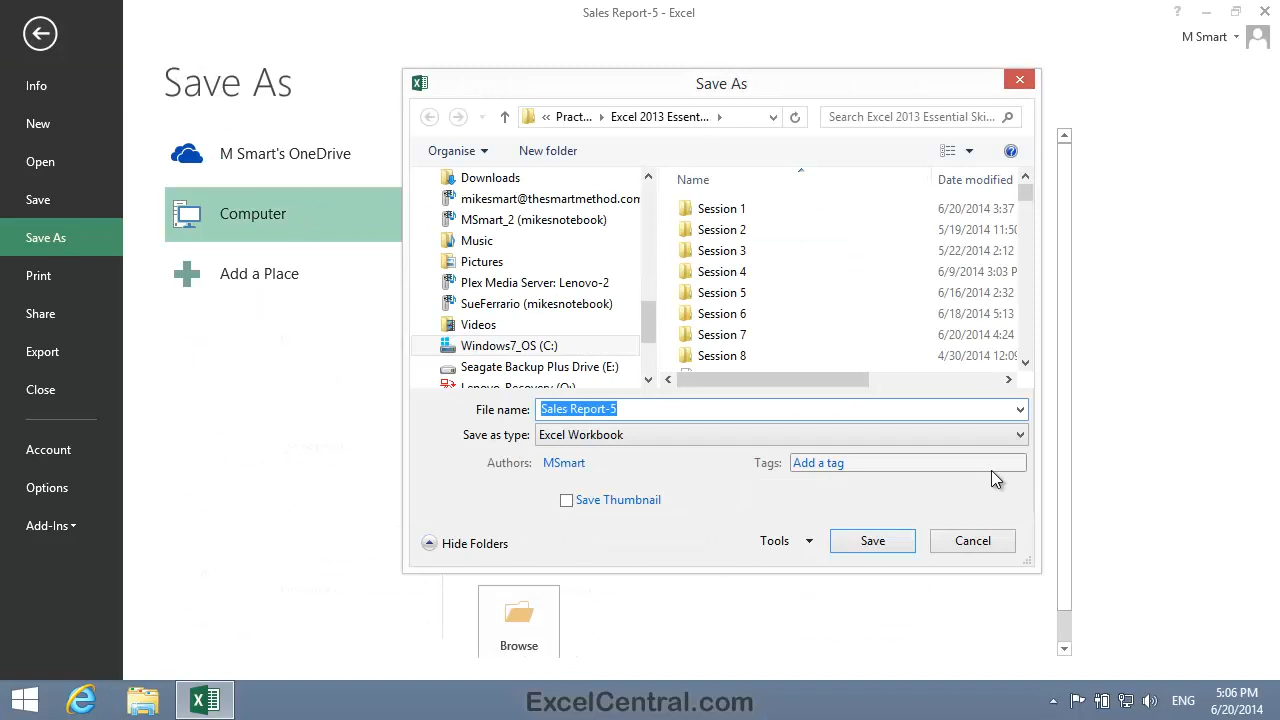 Sales Report-5 - Excel
M Smart
Info
New
Open
Save
Save As
Print
Share
Export
Close
Account
Options
Add-Ins
Save As
M Smart's OneDrive
Computer
Add a Place
Browse
Save As
« Pract... Excel 2013 Essent...
Search Excel 2013 Essential Ski...
Organise
New folder
Downloads
mikesmart@thesmartmethod.com
MSmart_2 (mikesnotebook)
Music
Pictures
Plex Media Server: Lenovo-2
SueFerrario (mikesnotebook)
Videos
Windows7_OS (C:)
Seagate Backup Plus Drive (E:)
Lenovo_Recovery (Q:)
Name Date modified
Session 1 6/20/2014 3:37
Session 2 5/19/2014 11:50
Session 3 5/22/2014 2:12
Session 4 6/9/2014 3:03 P
Session 5 6/16/2014 2:32
Session 6 6/18/2014 5:13
Session 7 6/20/2014 4:24
Session 8 4/30/2014 12:09
File name: Sales Report-5
Save as type: Excel Workbook
Authors: MSmart Tags: Add a tag
Save Thumbnail
Hide Folders
Tools Save Cancel
ExcelCentral.com
ENG
5:06 PM
6/20/2014